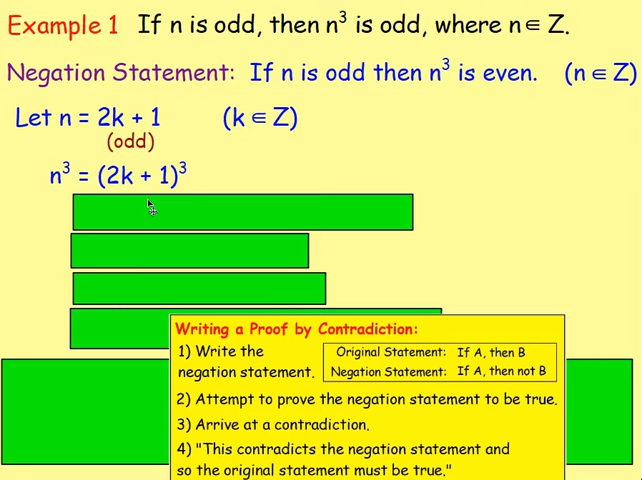 Example 1 If n is odd, then n³ is odd, where n ∈ Z.
Negation Statement: If n is odd then n³ is even. (n ∈ Z)
Let n = 2k + 1 (k ∈ Z)
(odd)
n³ = (2k + 1)³
Writing a Proof by Contradiction:
1) Write the
negation statement.
Original Statement: If A, then B
Negation Statement: If A, then not B
2) Attempt to prove the negation statement to be true.
3) Arrive at a contradiction.
4) "This contradicts the negation statement and
so the original statement must be true."